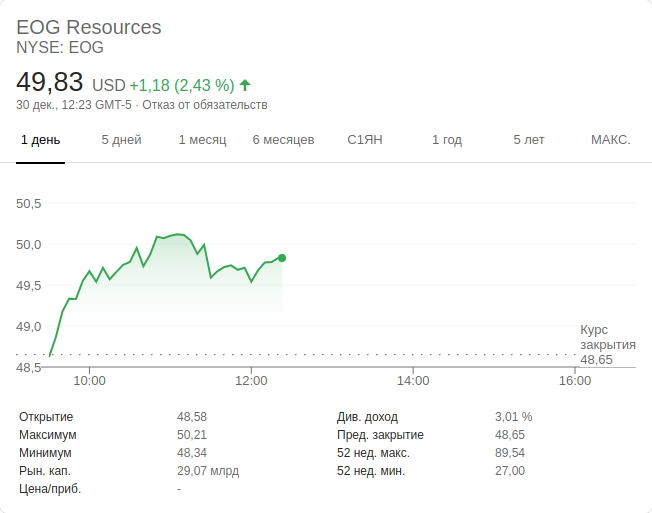 EOG Resources
NYSE: EOG
49,83 USD +1,18 (2,43 %)
30 дек., 12:23 GMT-5 · Отказ от обязательств
1 день 5 дней 1 месяц 6 месяцев С1ЯН 1 год 5 лет МАКС.
50,5
50,0
49,5
49,0
48,5
Курс
закрытия
48,65
10:00 12:00 14:00 16:00
Открытие 48,58 Див. доход 3,01 %
Максимум 50,21 Пред. закрытие 48,65
Минимум 48,34 52 нед. макс. 89,54
Рын. кап. 29,07 млрд 52 нед. мин. 27,00
Цена/приб. -